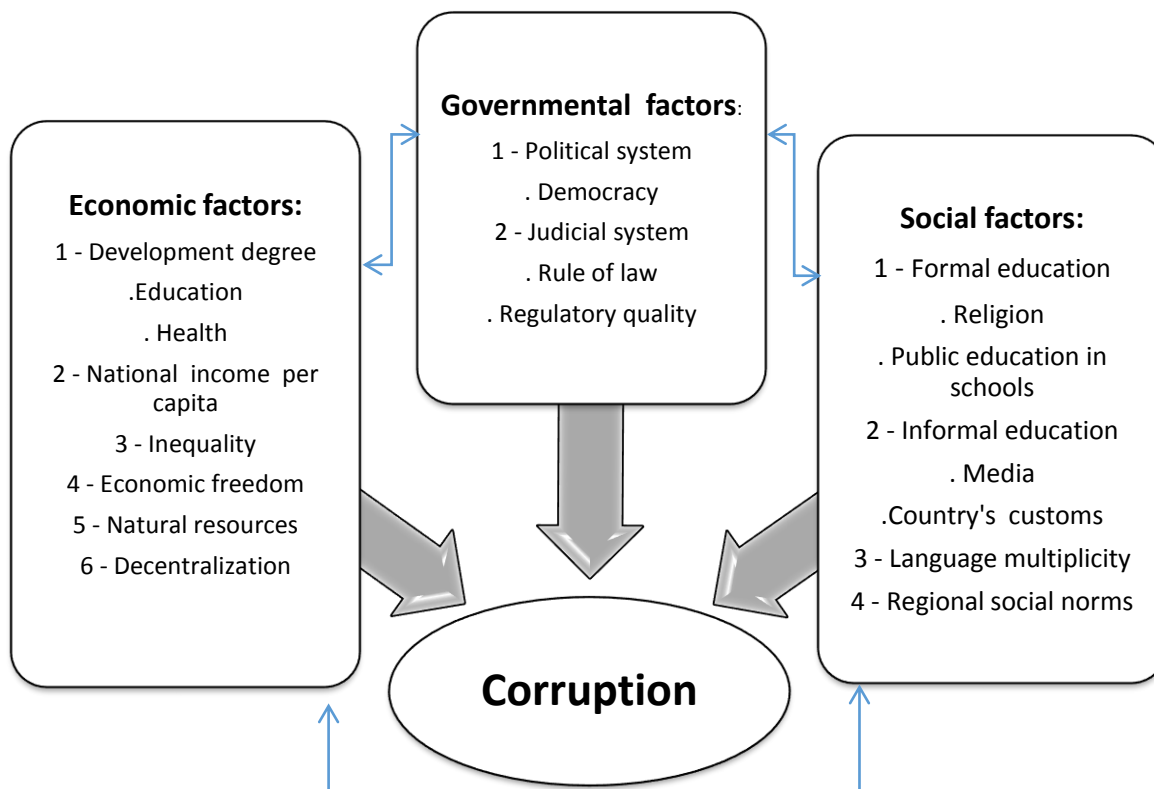 Economic factors:
1 - Development degree
.Education
. Health
2 - National income per
capita
3 - Inequality
4 - Economic freedom
5 - Natural resources
6 - Decentralization
Governmental factors:
1 - Political system
. Democracy
2 - Judicial system
. Rule of law
. Regulatory quality
Social factors:
1 - Formal education
. Religion
. Public education in
schools
2 - Informal education
. Media
.Country's customs
3 - Language multiplicity
4 - Regional social norms
Corruption